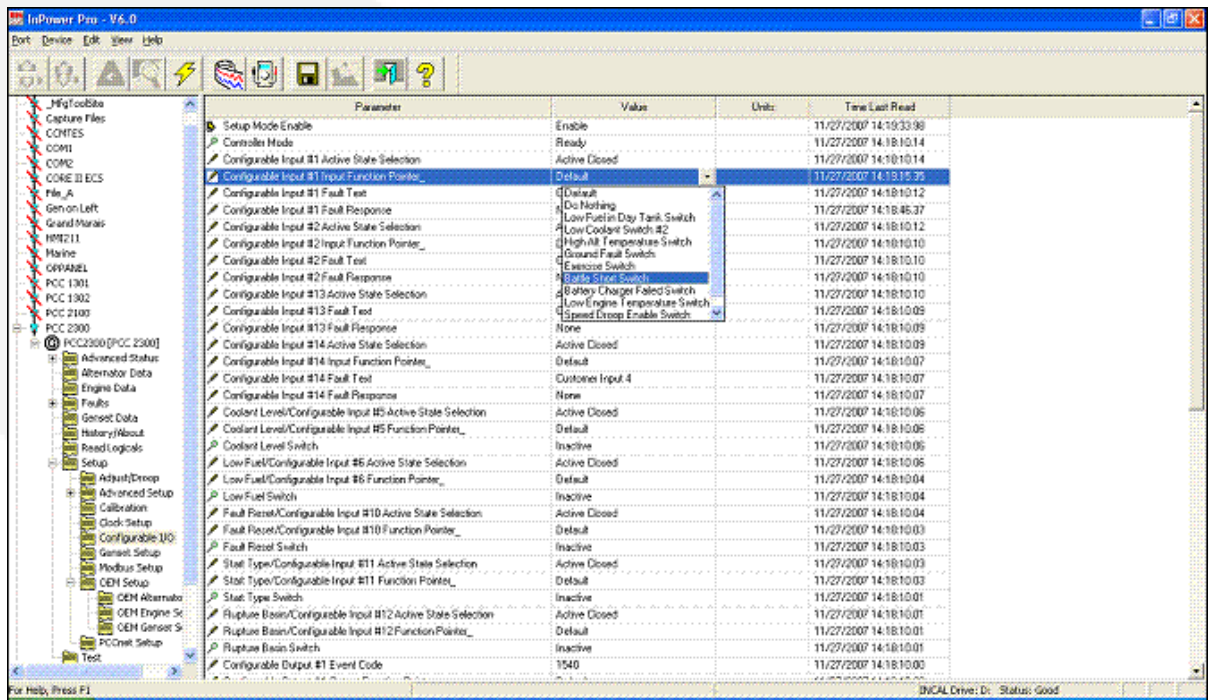 InPower Pro - V6.0
Port Device Edit View Help
_MfgToolSite
Capture Files
CCMTES
COM1
COM2
CORE II ECS
File_A
Gen on Left
Grand Marais
HMI211
Marine
OPPANEL
PCC 1301
PCC 1302
PCC 2100
PCC 2300
PCC2300 [PCC 2300]
Advanced Status
Alternator Data
Engine Data
Faults
Genset Data
History/About
Read Logicals
Setup
Adjust/Droop
Advanced Setup
Calibration
Clock Setup
Configurable I/O
Genset Setup
Modbus Setup
OEM Setup
OEM Alternato
OEM Engine Se
OEM Genset S
PCCnet Setup
Test
Parameter Value Units Time Last Read
Setup Mode Enable Enable 11/27/2007 14:19:33.98
Controller Mode Ready 11/27/2007 14:18:10.14
Configurable Input #1 Active State Selection Active Closed 11/27/2007 14:18:10.14
Configurable Input #1 Input Function Pointer_ Default 11/27/2007 14:19:15.35
Configurable Input #1 Fault Text 11/27/2007 14:18:10.12
Configurable Input #1 Fault Response 11/27/2007 14:18:46.37
Configurable Input #2 Active State Selection 11/27/2007 14:18:10.12
Configurable Input #2 Input Function Pointer_ 11/27/2007 14:18:10.10
Configurable Input #2 Fault Text 11/27/2007 14:18:10.10
Configurable Input #2 Fault Response 11/27/2007 14:18:10.10
Configurable Input #13 Active State Selection 11/27/2007 14:18:10.10
Configurable Input #13 Fault Text 11/27/2007 14:18:10.09
Default
Do Nothing
Low Fuel in Day Tank Switch
Low Coolant Switch #2
High Alt Temperature Switch
Ground Fault Switch
Exercise Switch
Battle Short Switch
Battery Charger Failed Switch
Low Engine Temperature Switch
Speed Droop Enable Switch
Configurable Input #13 Fault Response None 11/27/2007 14:18:10.09
Configurable Input #14 Active State Selection Active Closed 11/27/2007 14:18:10.09
Configurable Input #14 Input Function Pointer_ Default 11/27/2007 14:18:10.07
Configurable Input #14 Fault Text Customer Input 4 11/27/2007 14:18:10.07
Configurable Input #14 Fault Response None 11/27/2007 14:18:10.07
Coolant Level/Configurable Input #5 Active State Selection Active Closed 11/27/2007 14:18:10.06
Coolant Level/Configurable Input #5 Function Pointer_ Default 11/27/2007 14:18:10.06
Coolant Level Switch Inactive 11/27/2007 14:18:10.06
Low Fuel/Configurable Input #6 Active State Selection Active Closed 11/27/2007 14:18:10.06
Low Fuel/Configurable Input #6 Function Pointer_ Default 11/27/2007 14:18:10.04
Low Fuel Switch Inactive 11/27/2007 14:18:10.04
Fault Reset/Configurable Input #10 Active State Selection Active Closed 11/27/2007 14:18:10.04
Fault Reset/Configurable Input #10 Function Pointer_ Default 11/27/2007 14:18:10.03
Fault Reset Switch Inactive 11/27/2007 14:18:10.03
Start Type/Configurable Input #11 Active State Selection Active Closed 11/27/2007 14:18:10.03
Start Type/Configurable Input #11 Function Pointer_ Default 11/27/2007 14:18:10.03
Start Type Switch Inactive 11/27/2007 14:18:10.01
Rupture Basin/Configurable Input #12 Active State Selection Active Closed 11/27/2007 14:18:10.01
Rupture Basin/Configurable Input #12 Function Pointer_ Default 11/27/2007 14:18:10.01
Rupture Basin Switch Inactive 11/27/2007 14:18:10.01
Configurable Output #1 Event Code 1540 11/27/2007 14:18:10.00
For Help, Press F1
INCAL Drive: D: Status: Good